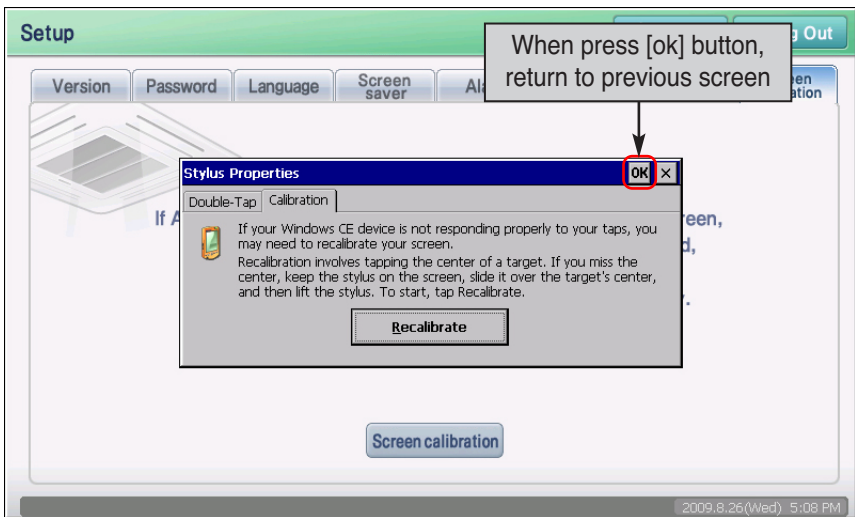 Setup
When press [ok] button,
return to previous screen
Out
Version
Password
Language
Screen
saver
Stylus Properties
OK
Double-Tap
Calibration
If
If your Windows CE device is not responding properly to your taps, you
may need to recalibrate your screen.
Recalibration involves tapping the center of a target. If you miss the
center, keep the stylus on the screen, slide it over the target's center,
and then lift the stylus. To start, tap Recalibrate.
Recalibrate
Screen calibration
2009.8.26(Wed) 5:08 PM